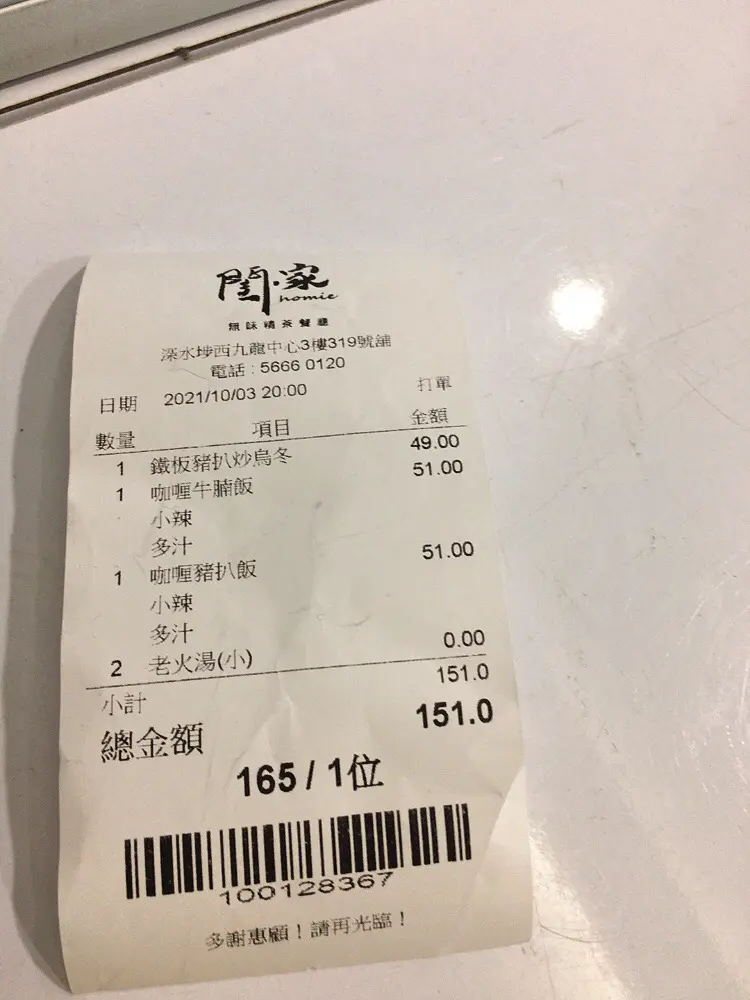 閨·家
homie
無味精茶餐廳
深水埗西九龍中心3樓319號舖
電話 : 5666 0120
日期 2021/10/03 20:00 打單
數量 項目 金額
1 鐵板豬扒炒烏冬 49.00
1 咖喱牛腩飯 51.00
小辣
多汁
1 咖喱豬扒飯 51.00
小辣
多汁
2 老火湯(小) 0.00
小計 151.0
總金額 151.0
165 / 1位
100128367
多謝惠顧！請再光臨！